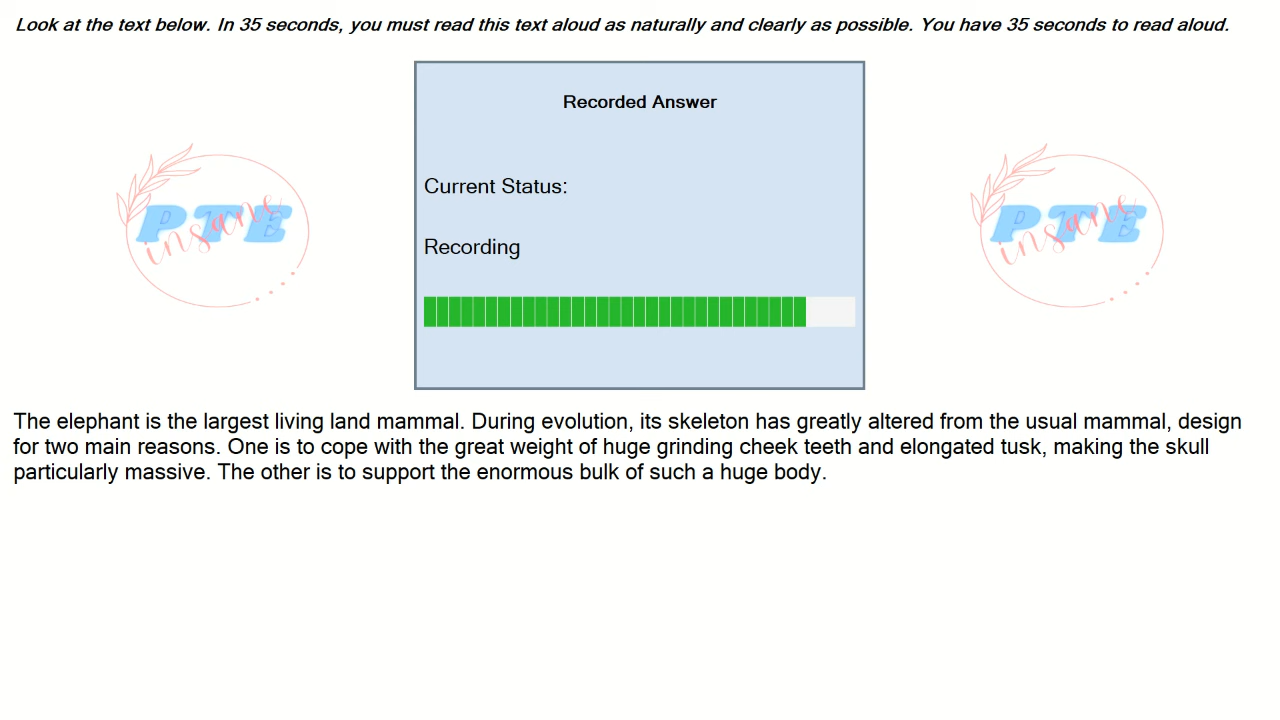 Look at the text below. In 35 seconds, you must read this text aloud as naturally and clearly as possible. You have 35 seconds to read aloud.
Recorded Answer
PTE
insane
PTE
insane
Current Status:
Recording
The elephant is the largest living land mammal. During evolution, its skeleton has greatly altered from the usual mammal, design
for two main reasons. One is to cope with the great weight of huge grinding cheek teeth and elongated tusk, making the skull
particularly massive. The other is to support the enormous bulk of such a huge body.